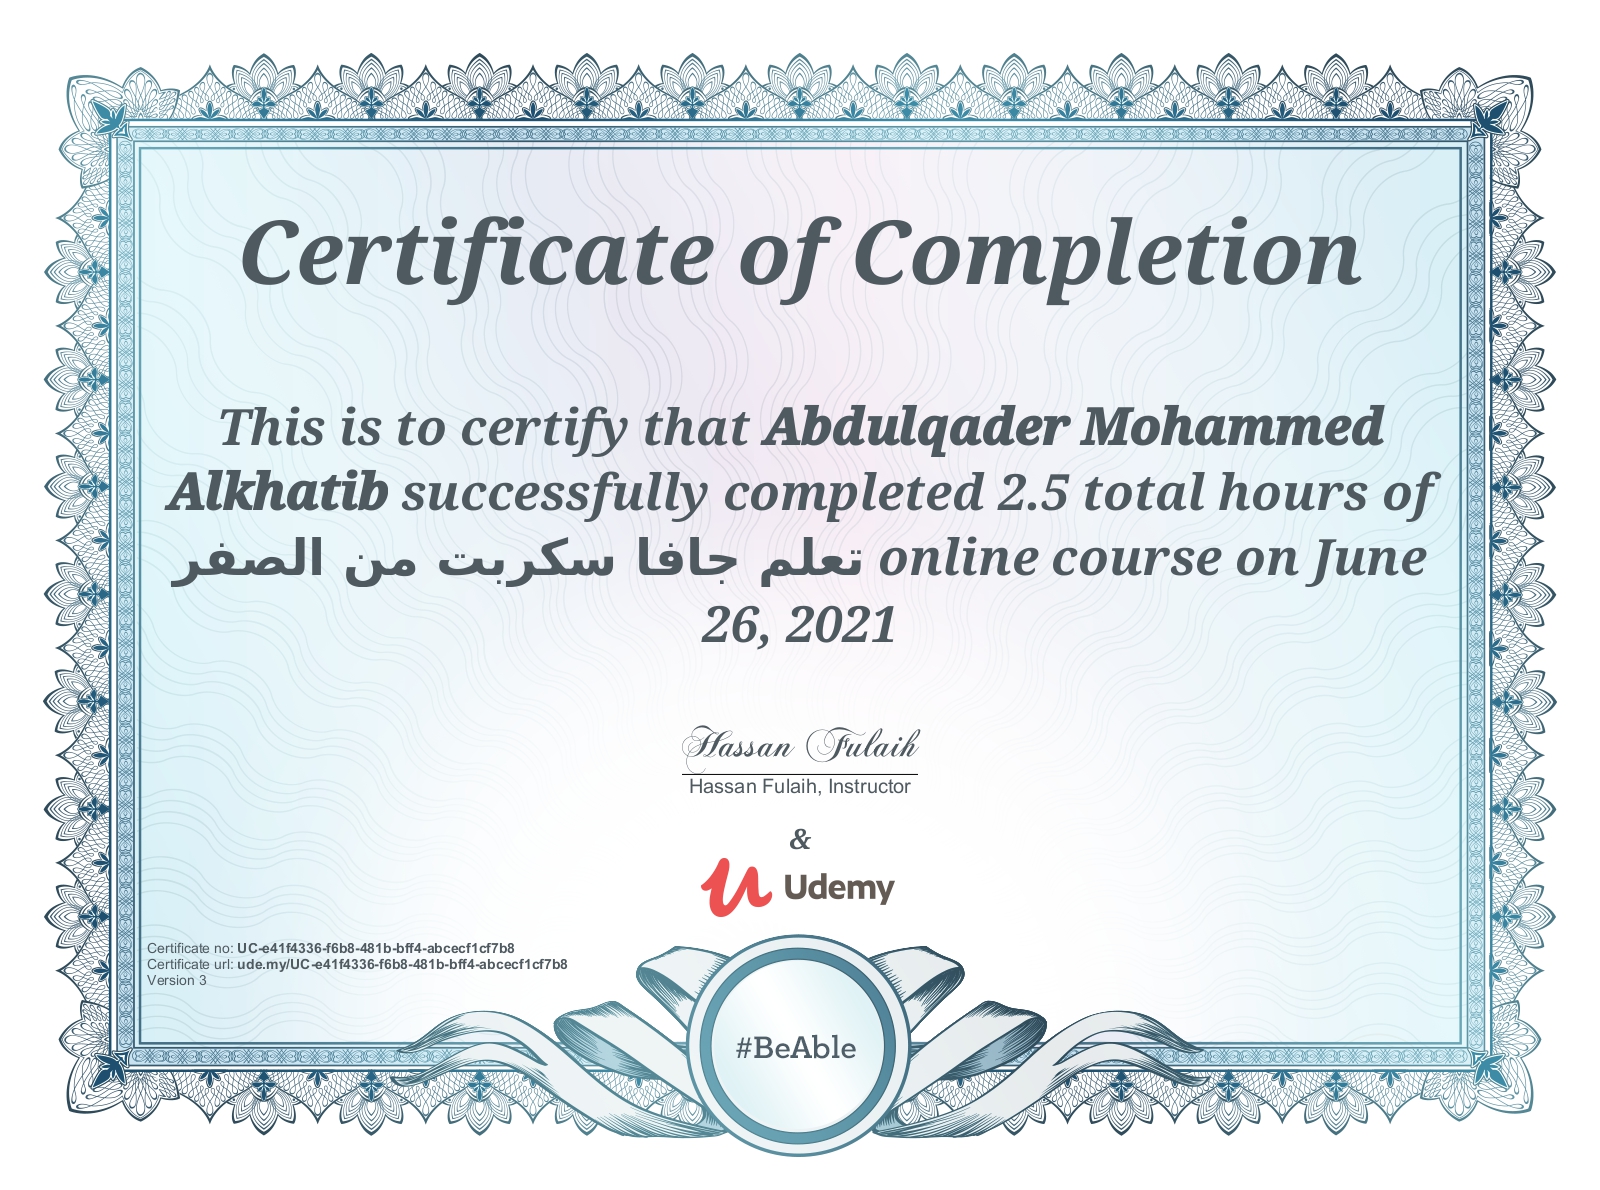 Certificate of Completion
This is to certify that Abdulqader Mohammed
Alkhatib successfully completed 2.5 total hours of
تعلم جافا سكربت من الصفر online course on June
26, 2021
Hassan Fulaih
Hassan Fulaih, Instructor
&
Udemy
Certificate no: UC-e41f4336-f6b8-481b-bff4-abcecf1cf7b8
Certificate url: ude.my/UC-e41f4336-f6b8-481b-bff4-abcecf1cf7b8
Version 3
#BeAble